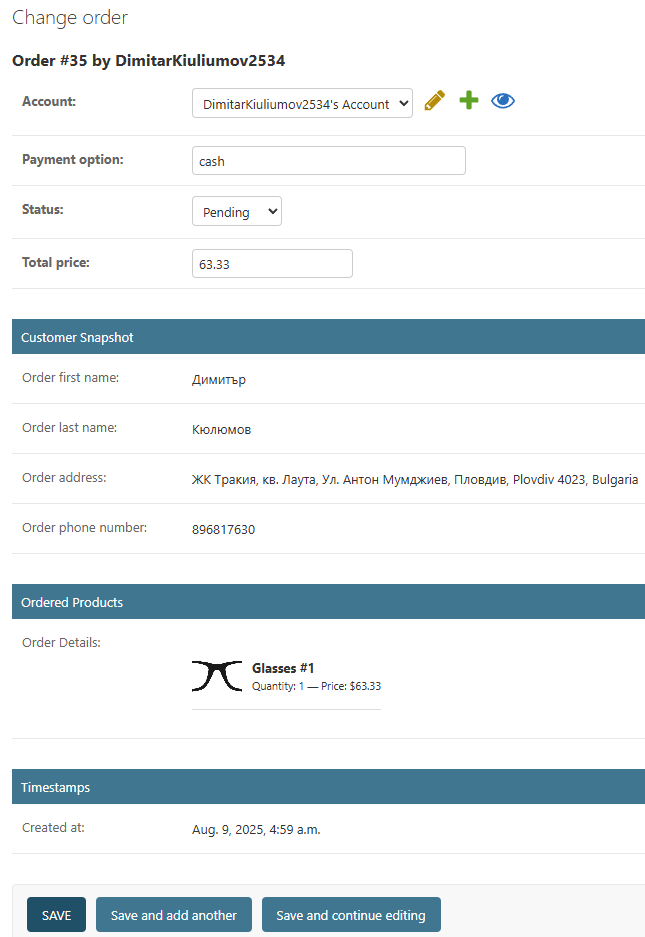 Change order
Order #35 by DimitarKiuliumov2534
Account: DimitarKiuliumov2534's Account
Payment option: cash
Status: Pending
Total price: 63.33
Customer Snapshot
Order first name: Димитър
Order last name: Кюлюмов
Order address: ЖК Тракия, кв. Лаута, Ул. Антон Мумджиев, Пловдив, Plovdiv 4023, Bulgaria
Order phone number: 896817630
Ordered Products
Order Details:
Glasses #1
Quantity: 1 — Price: $63.33
Timestamps
Created at: Aug. 9, 2025, 4:59 a.m.
SAVE Save and add another Save and continue editing